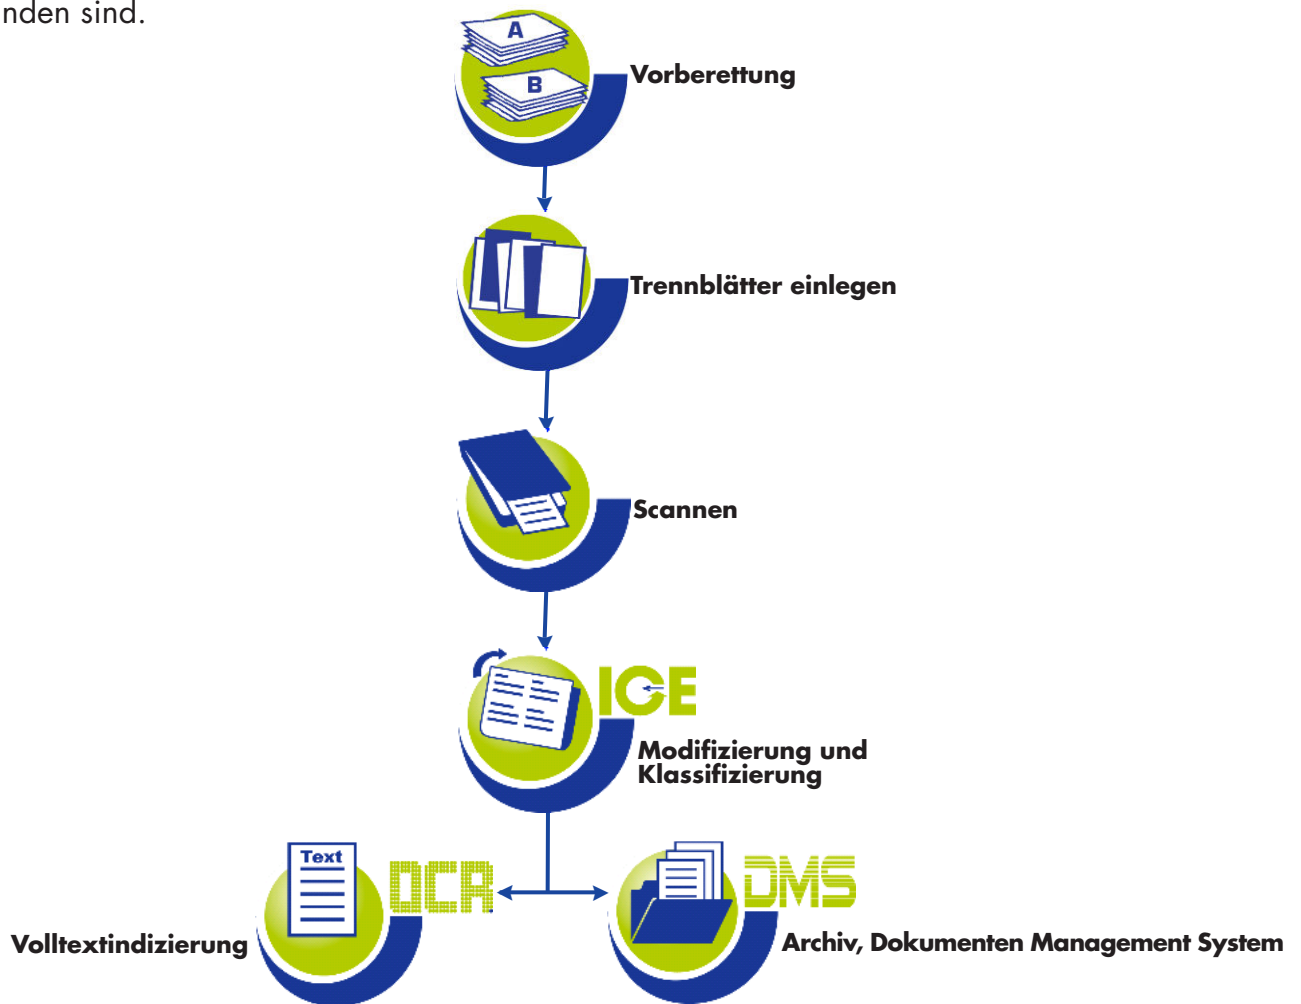 nden sind.
A
B
Vorberettung
Trennblätter einlegen
Scannen
ICE
Modifizierung und
Klassifizierung
Text
OCR
DMS
Volltextindizierung
Archiv, Dokumenten Management System